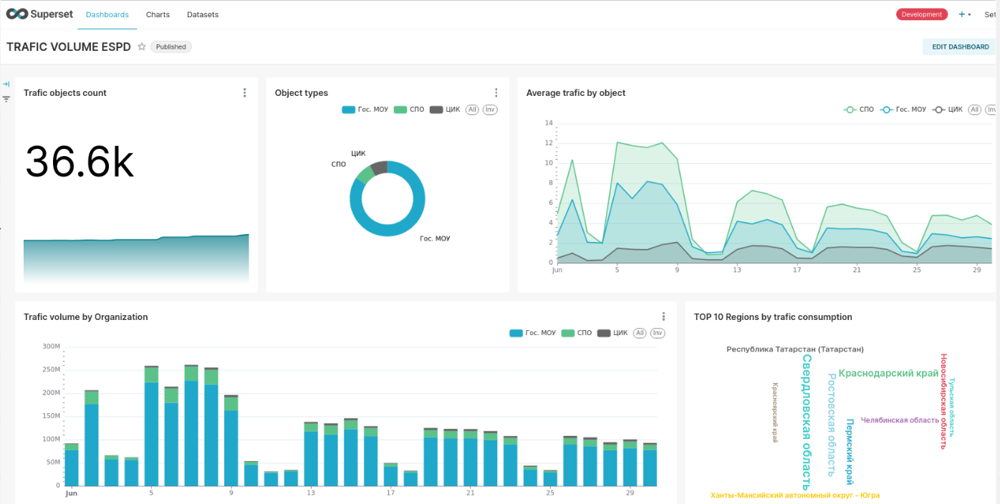 Superset Dashboards Charts Datasets Development + Set
TRAFIC VOLUME ESPD Published EDIT DASHBOARD
Trafic objects count
36.6k
Object types
Гос. МОУ СПО ЦИК All Inv
ЦИК
СПО
Гос. МОУ
Average trafic by object
СПО Гос. МОУ ЦИК All Inv
14
12
10
8
6
4
2
0
Jun 5 9 13 17 21 25 29
Trafic volume by Organization
Гос. МОУ СПО ЦИК All Inv
300M
250M
200M
150M
100M
50M
0
Jun 5 9 13 17 21 25 29
TOP 10 Regions by trafic consumption
Республика Татарстан (Татарстан)
Свердловская область
Ростовская область
Краснодарский край
Новосибирская область
Тульская область
Красноярский край
Челябинская область
Пермский край
Ханты-Мансийский автономный округ - Югра